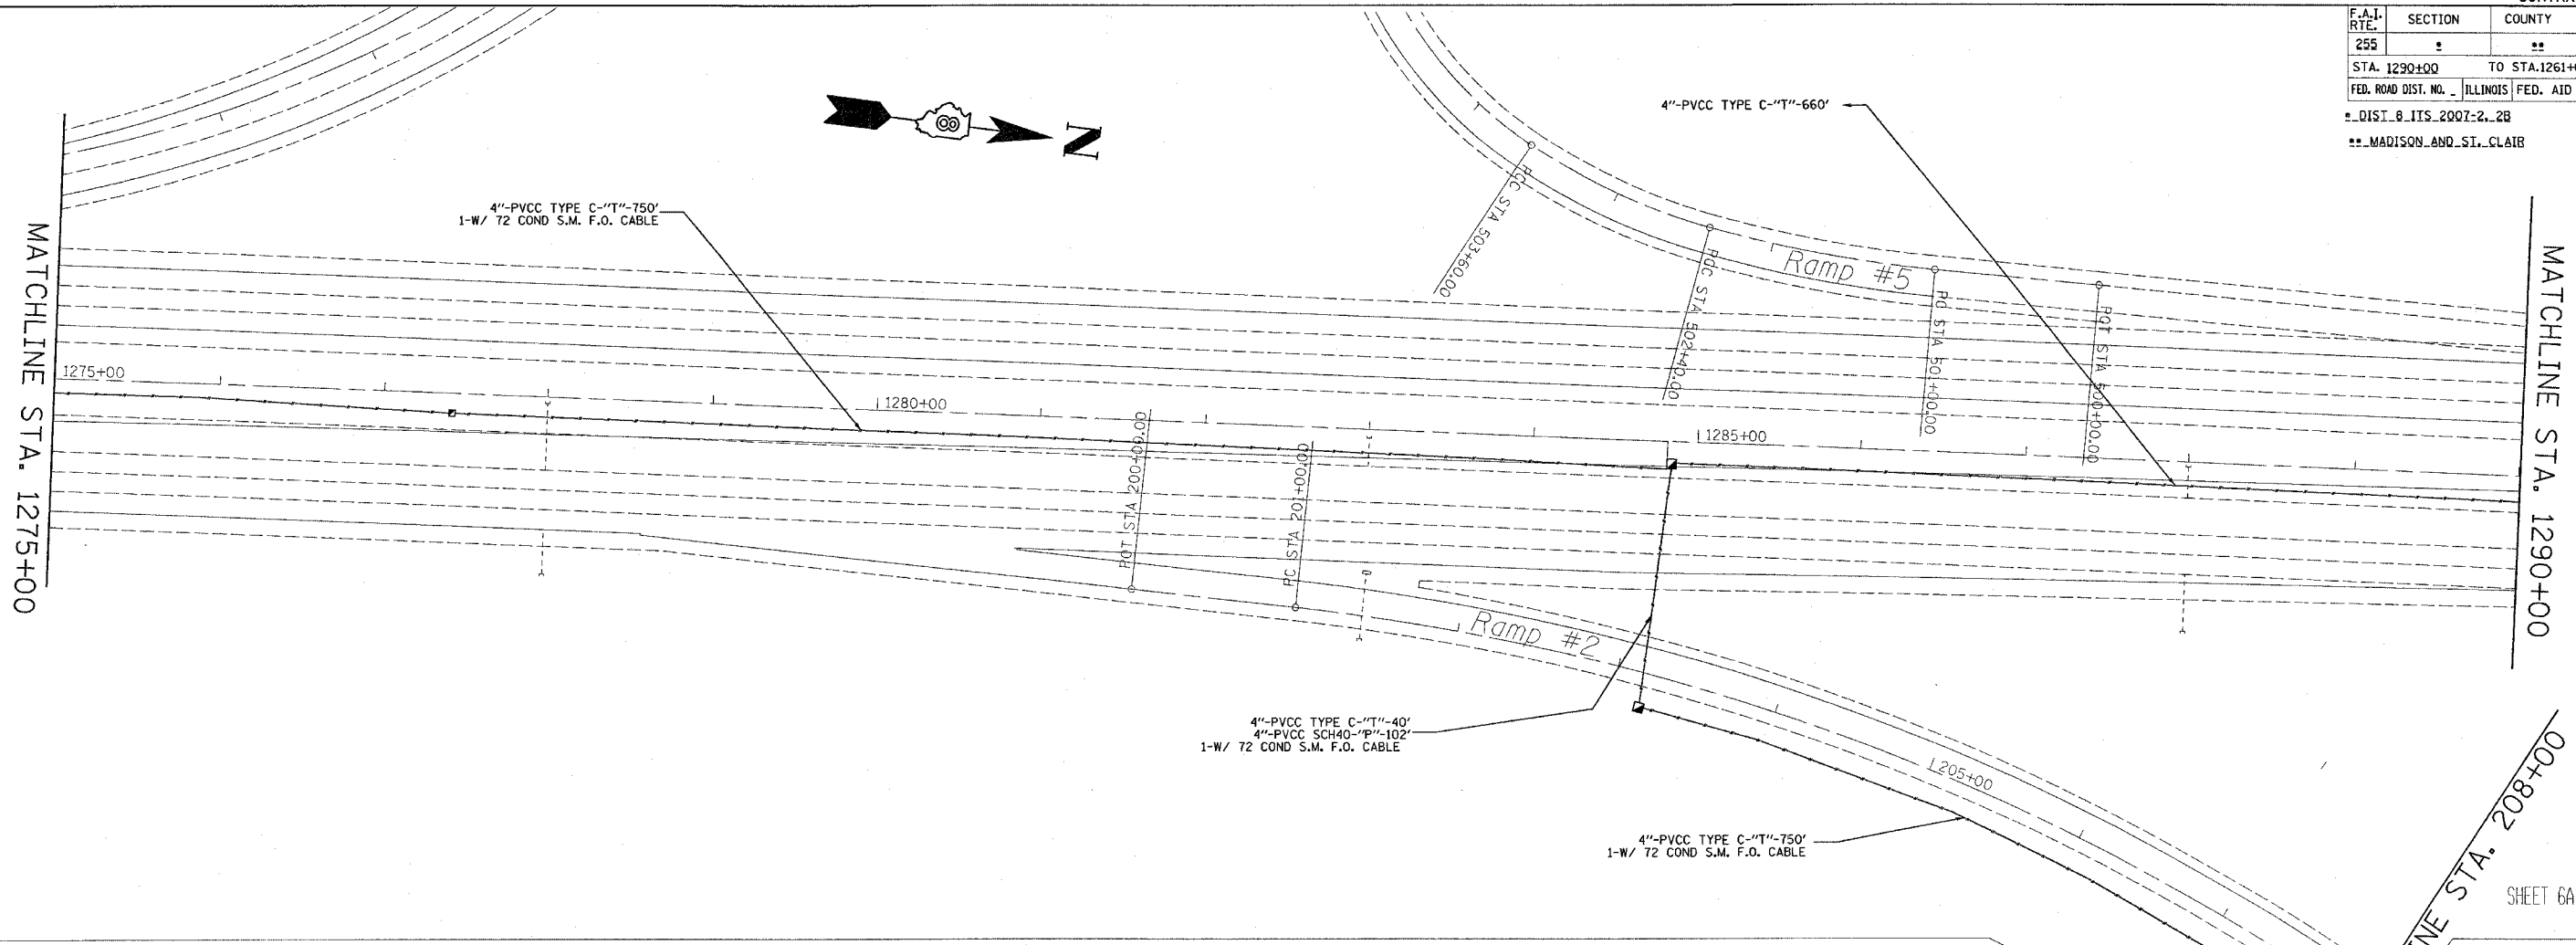 F.A.I. RTE. SECTION COUNTY
255 * **
STA. 1290+00 TO STA.1261+
FED. ROAD DIST. NO. _ ILLINOIS FED. AID
* DIST 8 ITS 2007-2, 2B
** MADISON AND ST. CLAIR
4"-PVCC TYPE C-"T"-660'
N
4"-PVCC TYPE C-"T"-750'
1-W/ 72 COND S.M. F.O. CABLE
MATCHLINE STA. 1275+00
MATCHLINE STA. 1290+00
PCC STA 503+60.00
PCC STA 502+40.00
Ramp #5
PC STA 501+00.00
POT STA 500+00.00
1275+00
1280+00
1285+00
POT STA 200+00.00
PC STA 201+00.00
Ramp #2
4"-PVCC TYPE C-"T"-40'
4"-PVCC SCH40-"P"-102'
1-W/ 72 COND S.M. F.O. CABLE
205+00
4"-PVCC TYPE C-"T"-750'
1-W/ 72 COND S.M. F.O. CABLE
INE STA. 208+00
SHEET 6A